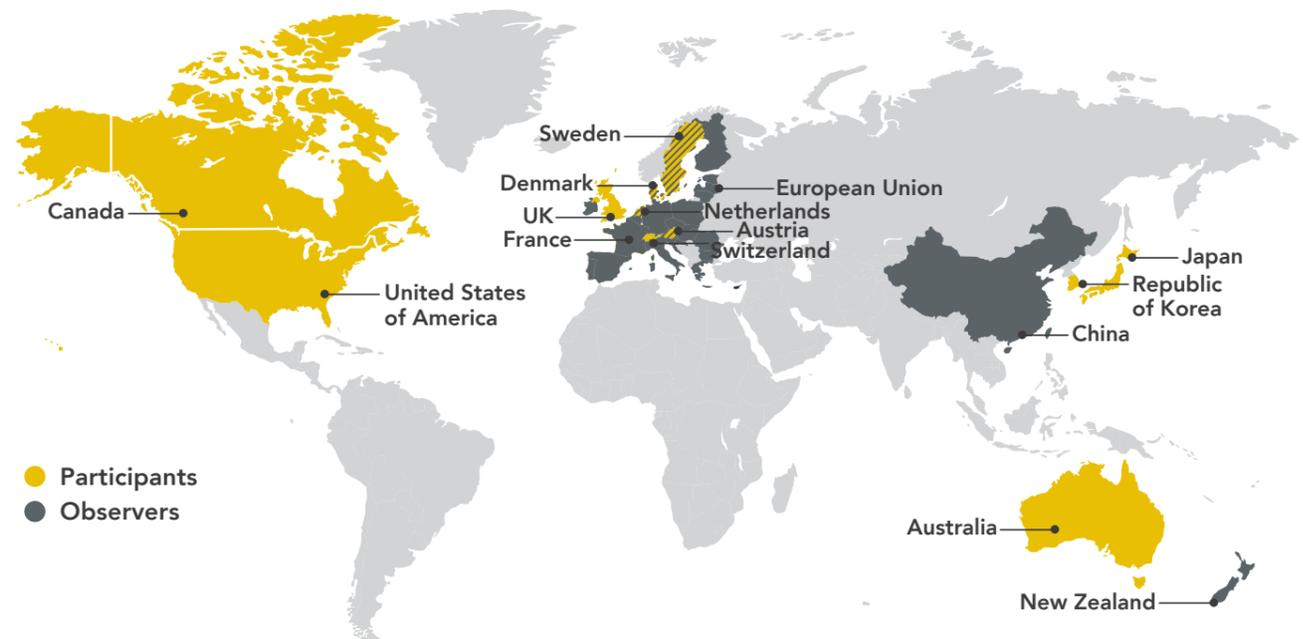 Sweden
Denmark
European Union
UK
Netherlands
Canada
Austria
France
Switzerland
Japan
United States
of America
Republic
of Korea
China
Participants
Observers
Australia
New Zealand